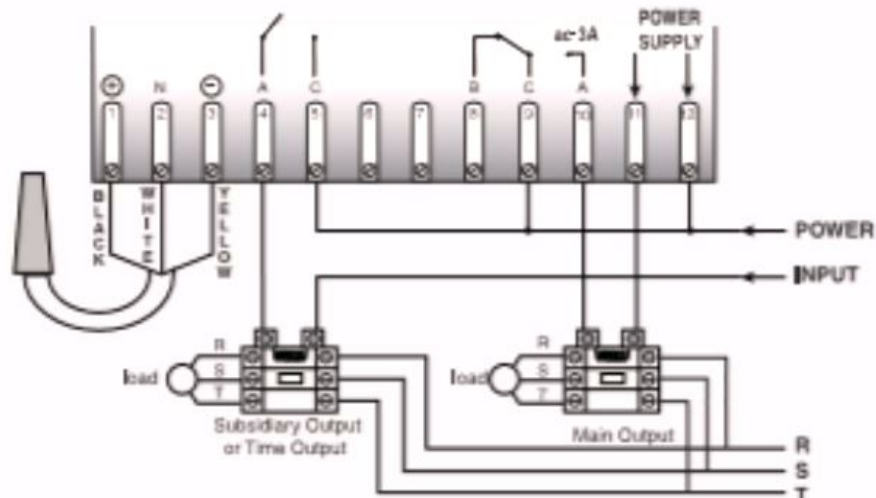 POWER
ac-3A SUPPLY
⊕ N ⊖ A C B C A
1 2 3 4 5 6 7 8 9 10 11 12
BLACK WHITE YELLOW
POWER
INPUT
R R
load S load S
T T
Subsidiary Output
or Time Output
Main Output
R
S
T